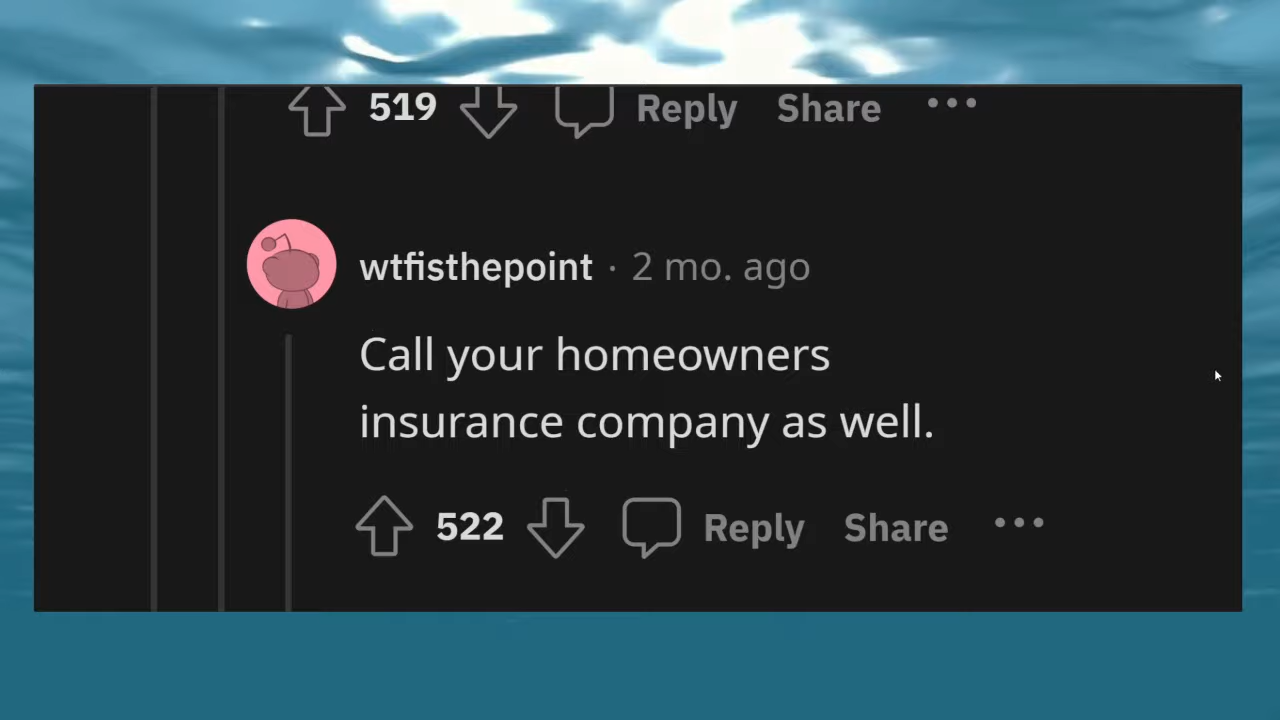 519 Reply Share •••
wtfisthepoint · 2 mo. ago
Call your homeowners
insurance company as well.
522 Reply Share •••